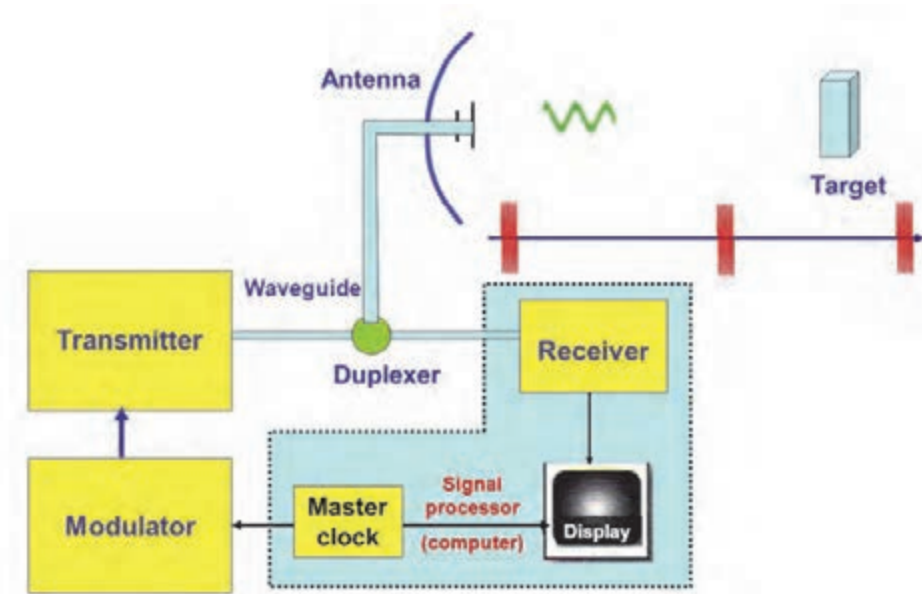 Antenna
Target
Waveguide
Transmitter
Duplexer
Receiver
Modulator
Master
clock
Signal
processor
(computer)
Display